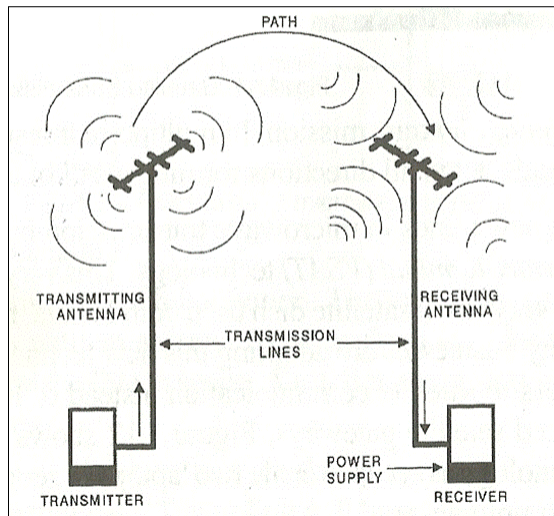 PATH
TRANSMITTING
ANTENNA
RECEIVING
ANTENNA
TRANSMISSION
LINES
POWER
SUPPLY
TRANSMITTER
RECEIVER